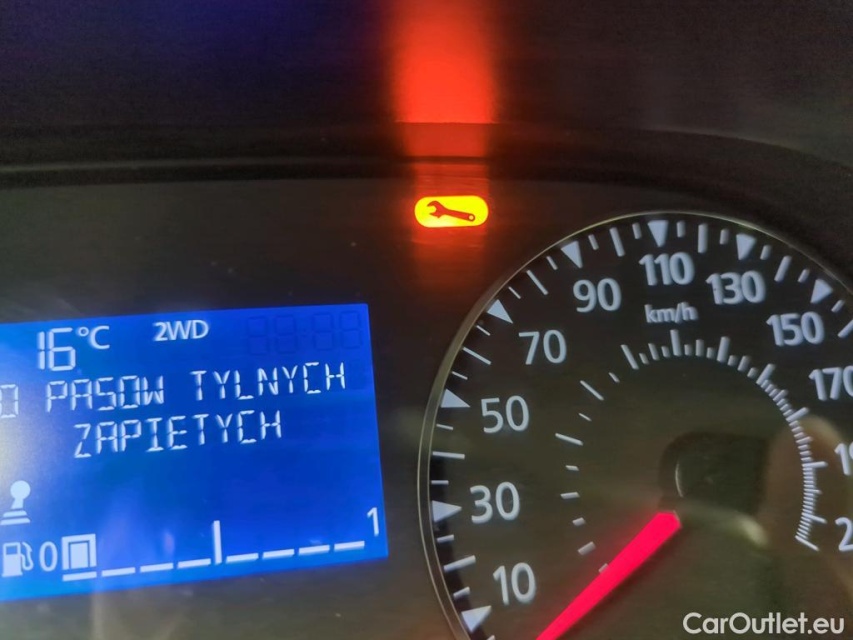 16°C 2WD
0 PASOW TYLNYCH
ZAPIETYCH
0 1
10
30
50
70
90
110
130
150
170
km/h
CarOutlet.eu